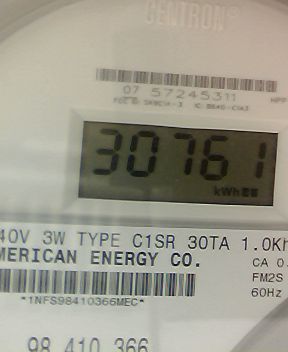 CENTRON®
07 57245311
30761
kWh
40V 3W TYPE C1SR 30TA 1.0Kh
MERICAN ENERGY CO.
CA 0.
FM2S
60Hz
*1NFS98410366MEC*
98 410 366